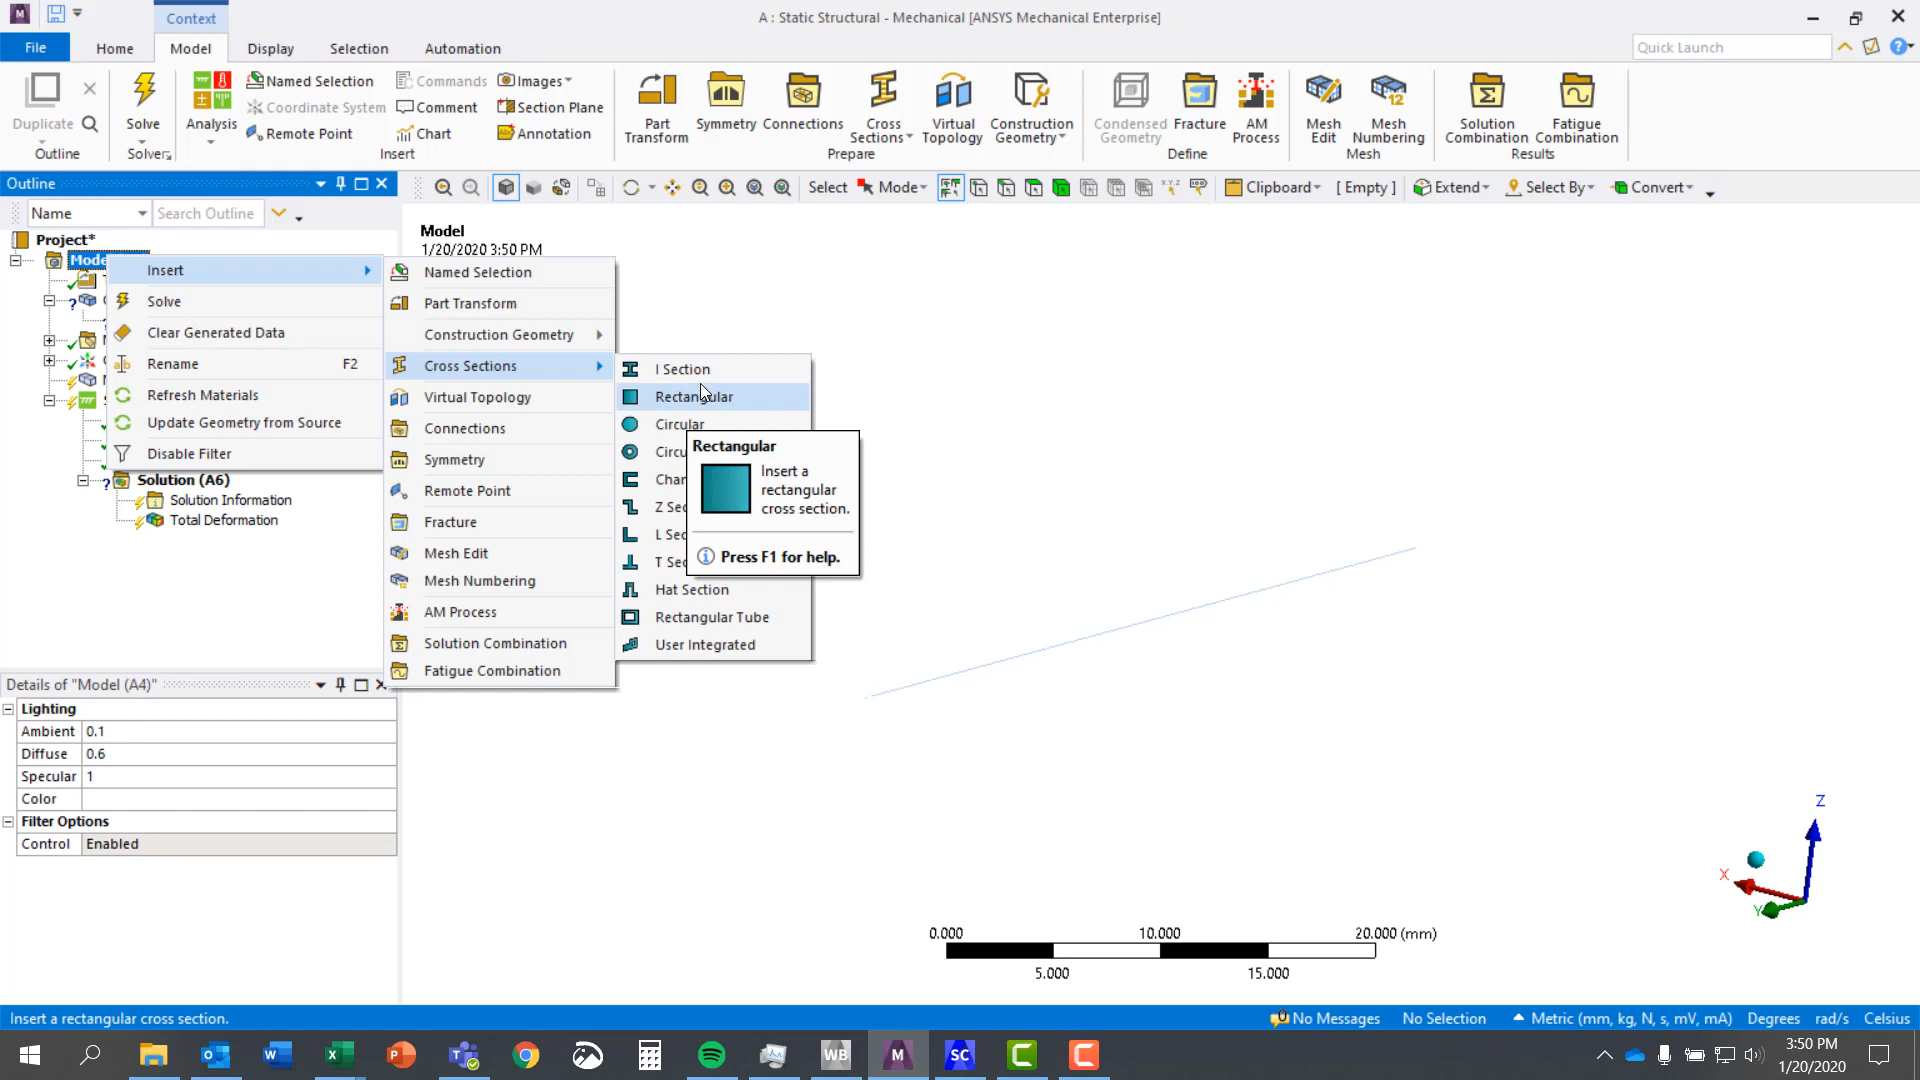 Context
A : Static Structural - Mechanical [ANSYS Mechanical Enterprise]
File
Home
Model
Display
Selection
Automation
Quick Launch
Duplicate
Outline
Solve
Solver
Analysis
Named Selection
Coordinate System
Remote Point
Commands
Comment
Chart
Images
Section Plane
Annotation
Insert
Part
Transform
Symmetry
Connections
Cross
Sections
Virtual
Topology
Construction
Geometry
Prepare
Condensed
Geometry
Fracture
AM
Process
Define
Mesh
Edit
Mesh
Numbering
Mesh
Solution
Combination
Fatigue
Combination
Results
Outline
Select
Mode
Clipboard
[ Empty ]
Extend
Select By
Convert
Name
Search Outline
Project*
Mode
Solution (A6)
Solution Information
Total Deformation
Insert
Solve
Clear Generated Data
Rename F2
Refresh Materials
Update Geometry from Source
Disable Filter
Model
1/20/2020 3:50 PM
Named Selection
Part Transform
Construction Geometry
Cross Sections
Virtual Topology
Connections
Symmetry
Remote Point
Fracture
Mesh Edit
Mesh Numbering
AM Process
Solution Combination
Fatigue Combination
I Section
Rectangular
Circular
Circu
Chan
Z Sec
L Sec
T Sec
Hat Section
Rectangular Tube
User Integrated
Rectangular
Insert a
rectangular
cross section.
Press F1 for help.
Details of "Model (A4)"
Lighting
Ambient 0.1
Diffuse 0.6
Specular 1
Color
Filter Options
Control Enabled
Z
X
Y
0.000 10.000 20.000 (mm)
5.000 15.000
Insert a rectangular cross section.
No Messages
No Selection
Metric (mm, kg, N, s, mV, mA)
Degrees
rad/s
Celsius
WB
M
SC
3:50 PM
1/20/2020